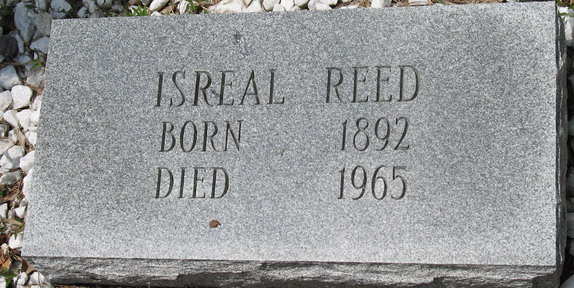 ISREAL REED
BORN 1892
DIED 1965